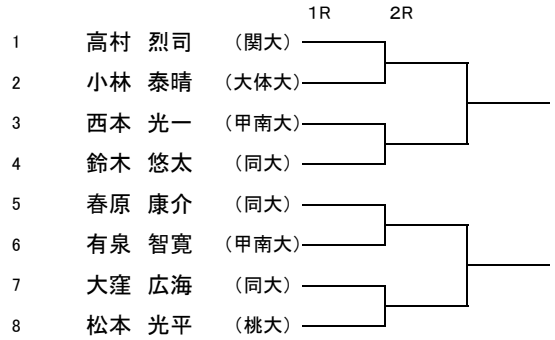 1R 2R
1 高村 烈司 (関大)
2 小林 泰晴 (大体大)
3 西本 光一 (甲南大)
4 鈴木 悠太 (同大)
5 春原 康介 (同大)
6 有泉 智寛 (甲南大)
7 大窪 広海 (同大)
8 松本 光平 (桃大)